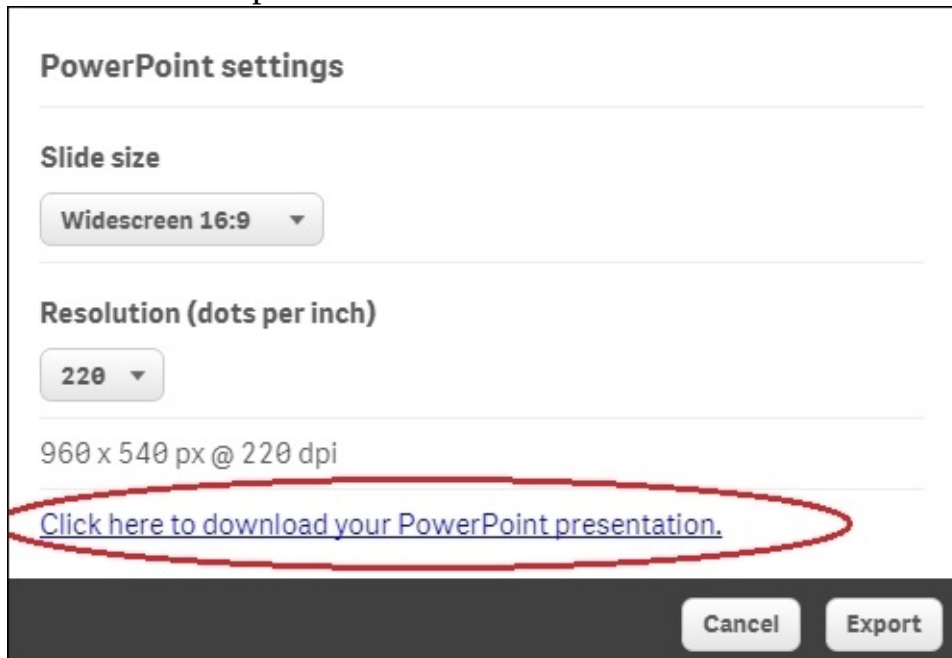 PowerPoint settings
Slide size
Widescreen 16:9
Resolution (dots per inch)
220
960 x 540 px @ 220 dpi
Click here to download your PowerPoint presentation.
Cancel Export